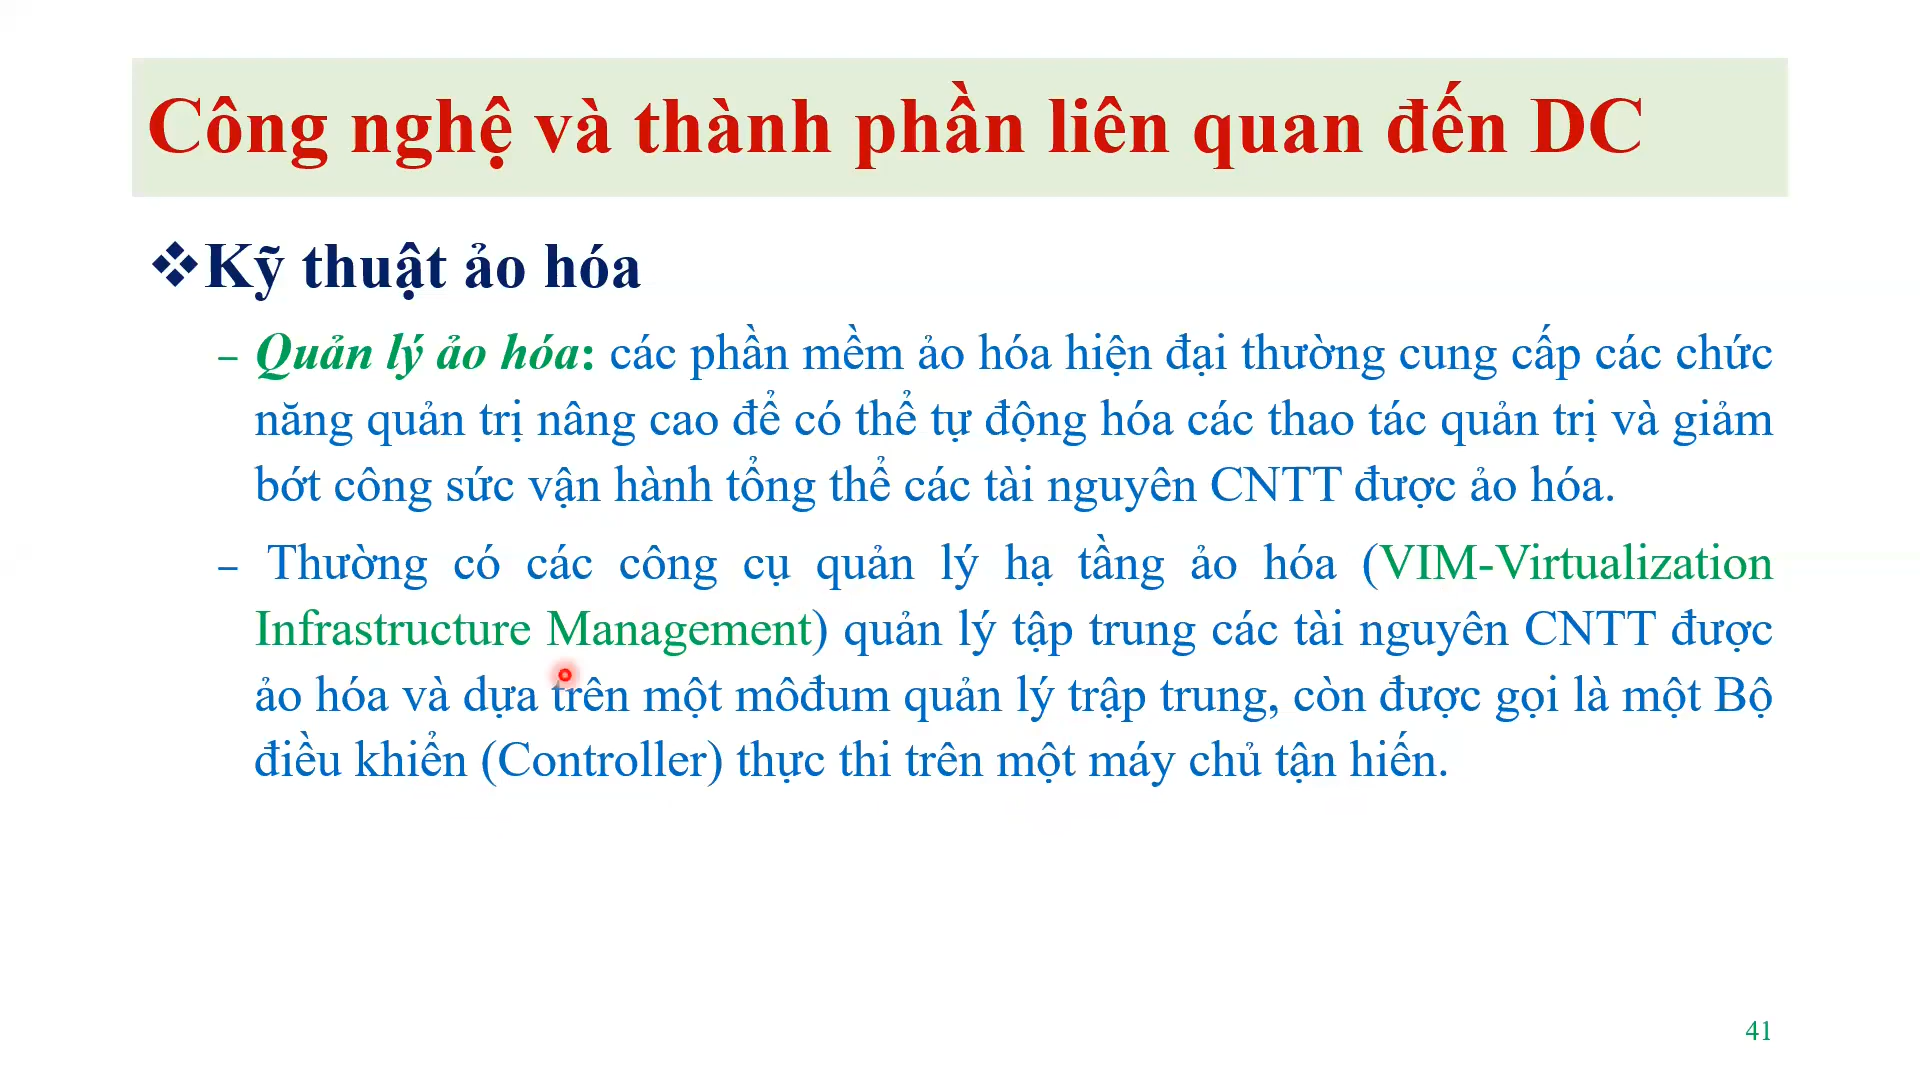 Công nghệ và thành phần liên quan đến DC
❖Kỹ thuật ảo hóa
– Quản lý ảo hóa: các phần mềm ảo hóa hiện đại thường cung cấp các chức
năng quản trị nâng cao để có thể tự động hóa các thao tác quản trị và giảm
bớt công sức vận hành tổng thể các tài nguyên CNTT được ảo hóa.
– Thường có các công cụ quản lý hạ tầng ảo hóa (VIM-Virtualization
Infrastructure Management) quản lý tập trung các tài nguyên CNTT được
ảo hóa và dựa trên một môđum quản lý trập trung, còn được gọi là một Bộ
điều khiển (Controller) thực thi trên một máy chủ tận hiến.
41